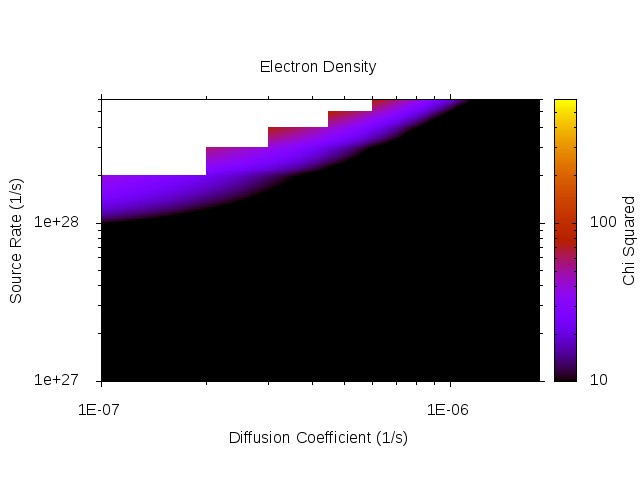 Electron Density
Source Rate (1/s)
1e+28
1e+27
1E-07
1E-06
Diffusion Coefficient (1/s)
100
10
Chi Squared